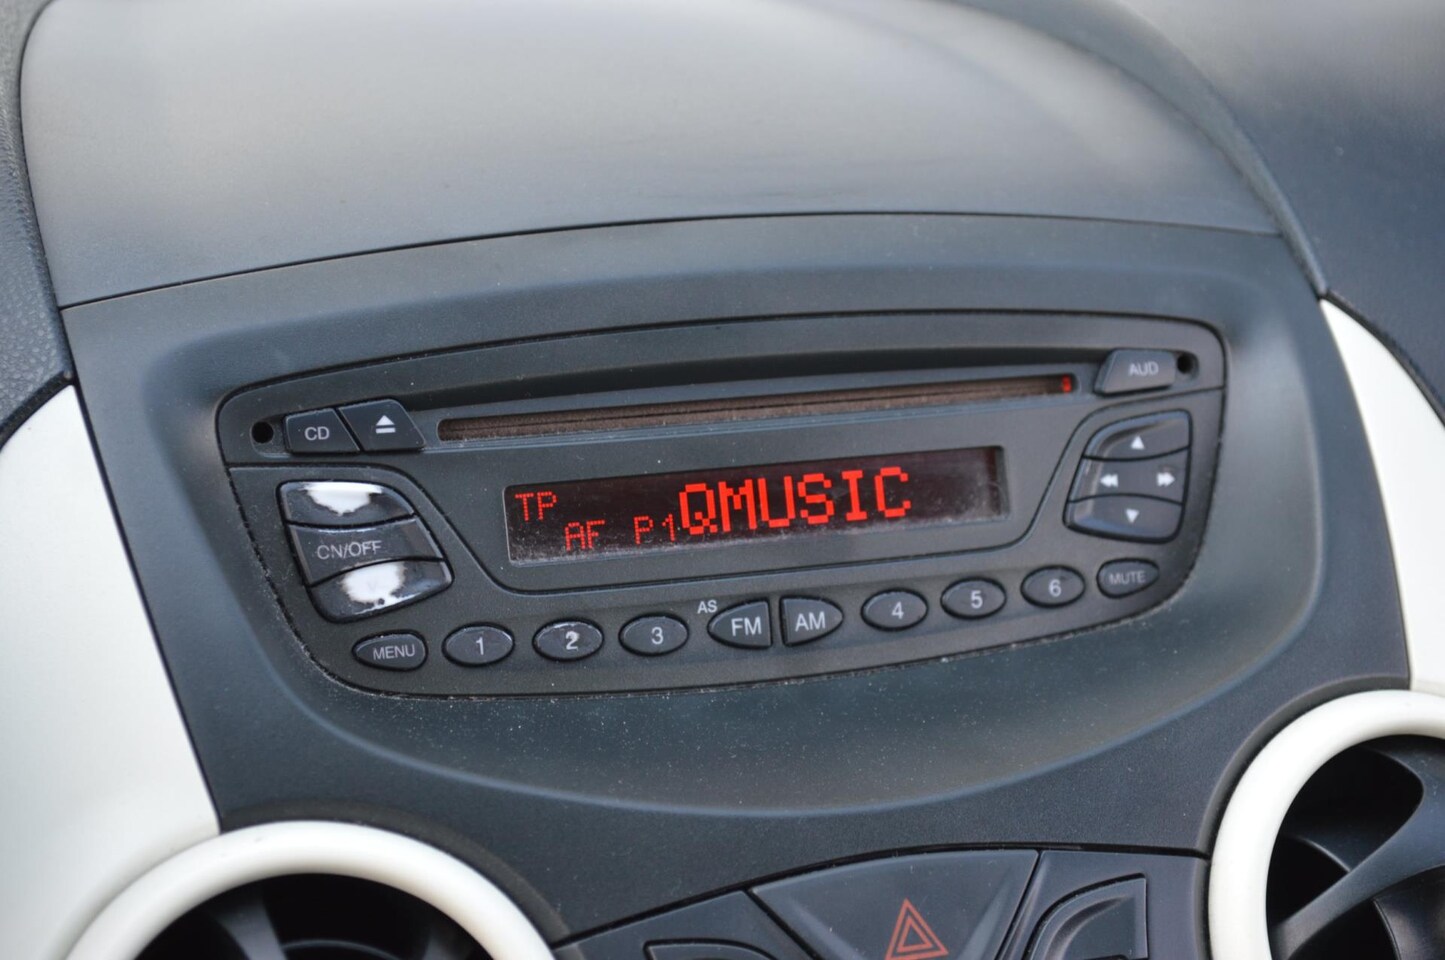 AUD
CD
TP
AF P1 QMUSIC
ON/OFF
AS
MENU 1 2 3 FM AM 4 5 6 MUTE